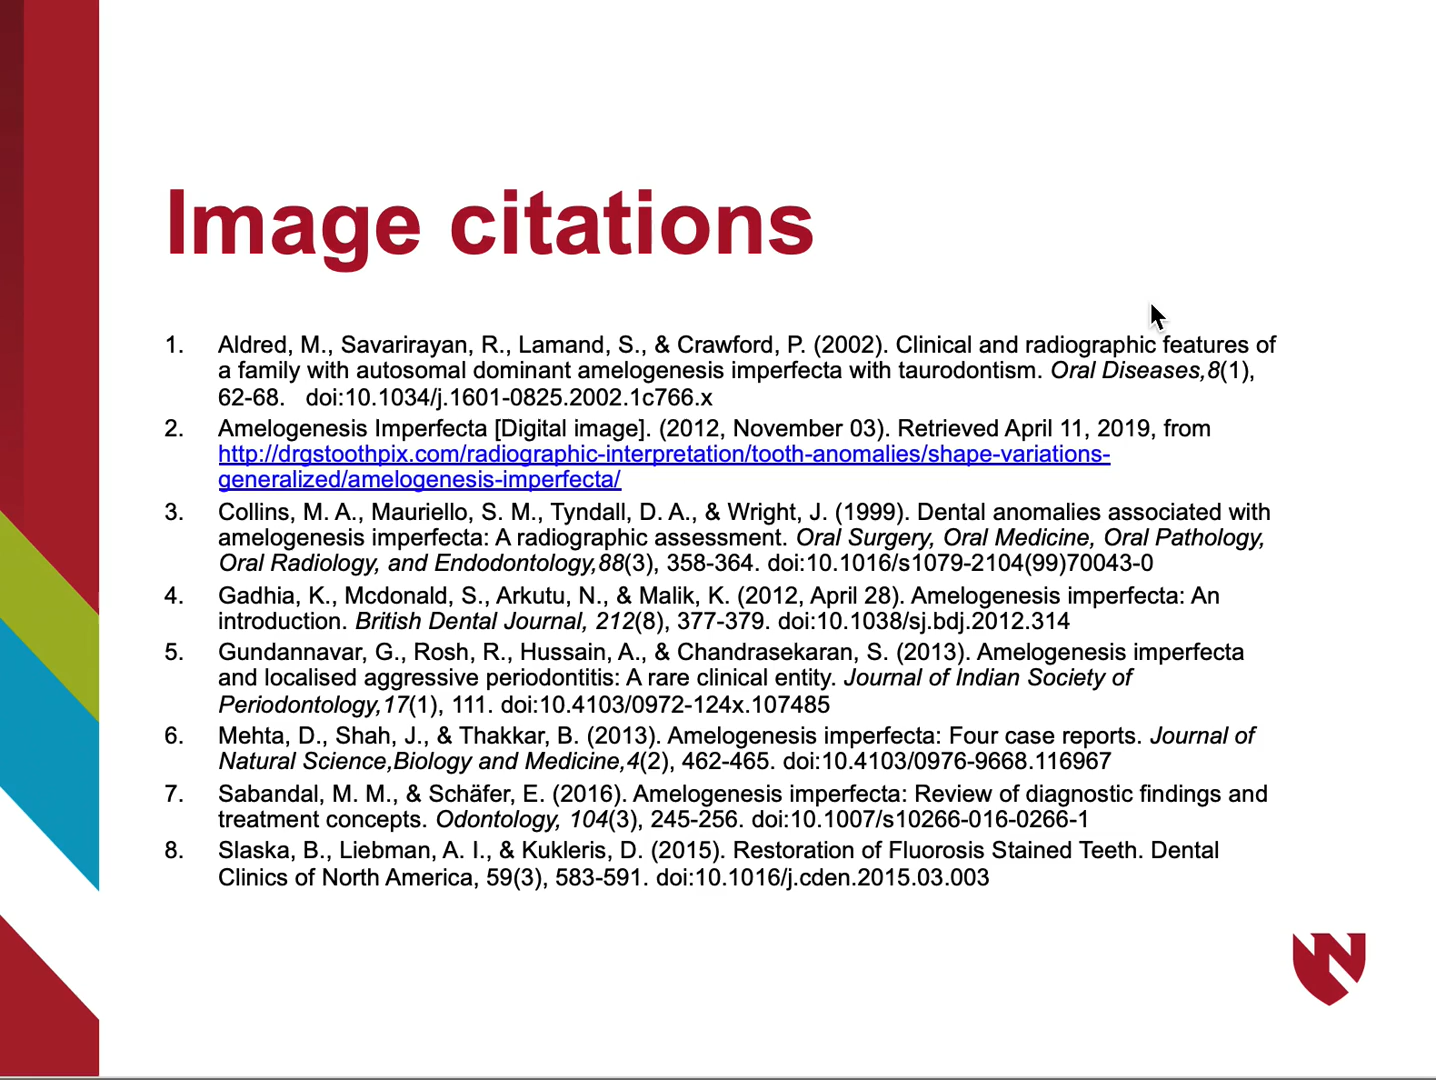 Image citations
1. Aldred, M., Savarirayan, R., Lamand, S., & Crawford, P. (2002). Clinical and radiographic features of
a family with autosomal dominant amelogenesis imperfecta with taurodontism. Oral Diseases,8(1),
62-68. doi:10.1034/j.1601-0825.2002.1c766.x
2. Amelogenesis Imperfecta [Digital image]. (2012, November 03). Retrieved April 11, 2019, from
http://drgstoothpix.com/radiographic-interpretation/tooth-anomalies/shape-variations-
generalized/amelogenesis-imperfecta/
3. Collins, M. A., Mauriello, S. M., Tyndall, D. A., & Wright, J. (1999). Dental anomalies associated with
amelogenesis imperfecta: A radiographic assessment. Oral Surgery, Oral Medicine, Oral Pathology,
Oral Radiology, and Endodontology,88(3), 358-364. doi:10.1016/s1079-2104(99)70043-0
4. Gadhia, K., Mcdonald, S., Arkutu, N., & Malik, K. (2012, April 28). Amelogenesis imperfecta: An
introduction. British Dental Journal, 212(8), 377-379. doi:10.1038/sj.bdj.2012.314
5. Gundannavar, G., Rosh, R., Hussain, A., & Chandrasekaran, S. (2013). Amelogenesis imperfecta
and localised aggressive periodontitis: A rare clinical entity. Journal of Indian Society of
Periodontology,17(1), 111. doi:10.4103/0972-124x.107485
6. Mehta, D., Shah, J., & Thakkar, B. (2013). Amelogenesis imperfecta: Four case reports. Journal of
Natural Science,Biology and Medicine,4(2), 462-465. doi:10.4103/0976-9668.116967
7. Sabandal, M. M., & Schäfer, E. (2016). Amelogenesis imperfecta: Review of diagnostic findings and
treatment concepts. Odontology, 104(3), 245-256. doi:10.1007/s10266-016-0266-1
8. Slaska, B., Liebman, A. I., & Kukleris, D. (2015). Restoration of Fluorosis Stained Teeth. Dental
Clinics of North America, 59(3), 583-591. doi:10.1016/j.cden.2015.03.003
N